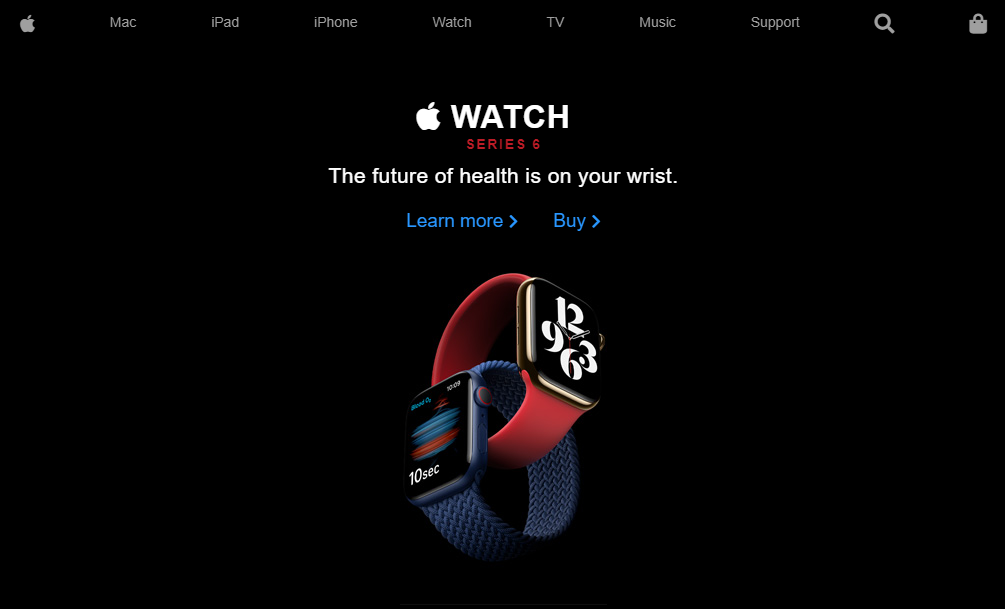 Mac iPad iPhone Watch TV Music Support
WATCH
SERIES 6
The future of health is on your wrist.
Learn more Buy
12
9 3
6
10:09
Blood O₂
10sec